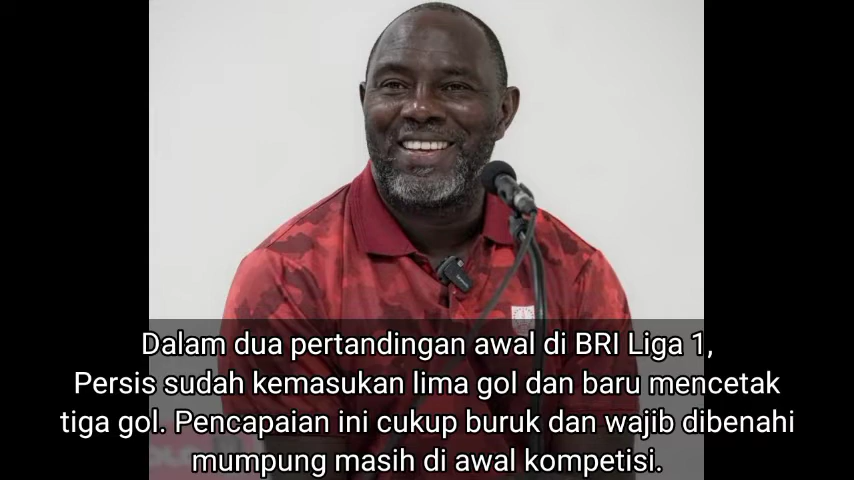 Dalam dua pertandingan awal di BRI Liga 1,
Persis sudah kemasukan lima gol dan baru mencetak
tiga gol. Pencapaian ini cukup buruk dan wajib dibenahi
mumpung masih di awal kompetisi.